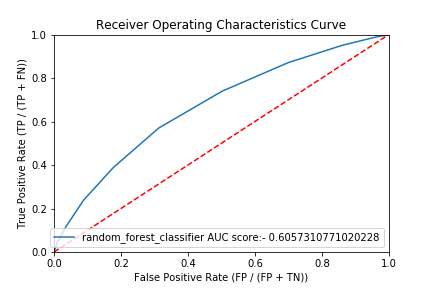 Receiver Operating Characteristics Curve
True Positive Rate (TP / (TP + FN))
1.0
0.8
0.6
0.4
0.2
0.0
random_forest_classifier AUC score:- 0.6057310771020228
0.0 0.2 0.4 0.6 0.8 1.0
False Positive Rate (FP / (FP + TN))